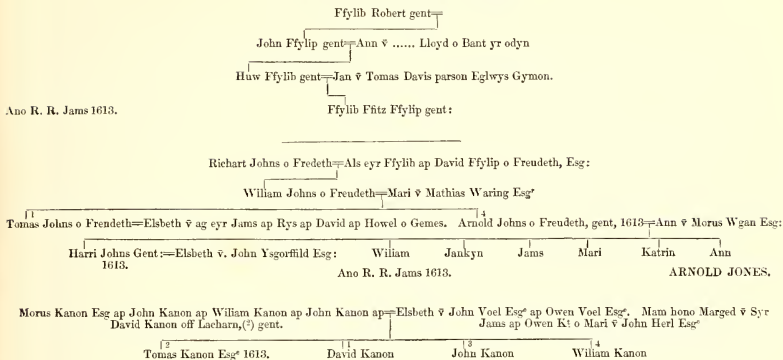 Ffylib Robert gent
John Ffylip gent=Ann v̄ ...... Lloyd o Bant yr odyn
Huw Ffylib gent=Jan v̄ Tomas Davis parson Eglwys Gymon.
Ano R. R. Jams 1613. Ffylib Ffitz Ffylip gent:
Richart Johns o Fredeth=Als eyr Ffylib ap David Ffylip o Freudeth, Esg:
Wiliam Johns o Freudeth=Mari v̄ Mathias Waring Esgr
1 4
Tomas Johns o Freudeth=Elsbeth v̄ ag eyr Jams ap Rys ap David ap Howel o Gemes. Arnold Johns o Freudeth, gent, 1613=Ann v̄ Morus Wgan Esg:
Harri Johns Gent:=Elsbeth v̄. John Ysgorffild Esg: Wiliam Jankyn Jams Mari Katrin Ann
1613. Ano R. R. Jams 1613. ARNOLD JONES.
Morus Kanon Esg ap John Kanon ap Wiliam Kanon ap John Kanon ap=Elsbeth v̄ John Voel Esge ap Owen Voel Esge. Mam hono Marged v̄ Syr
David Kanon off Lacharn,(2) gent. Jams ap Owen Kt. o Mari v̄ John Herl Esge
2 1 3 4
Tomas Kanon Esge 1613. David Kanon John Kanon Wiliam Kanon